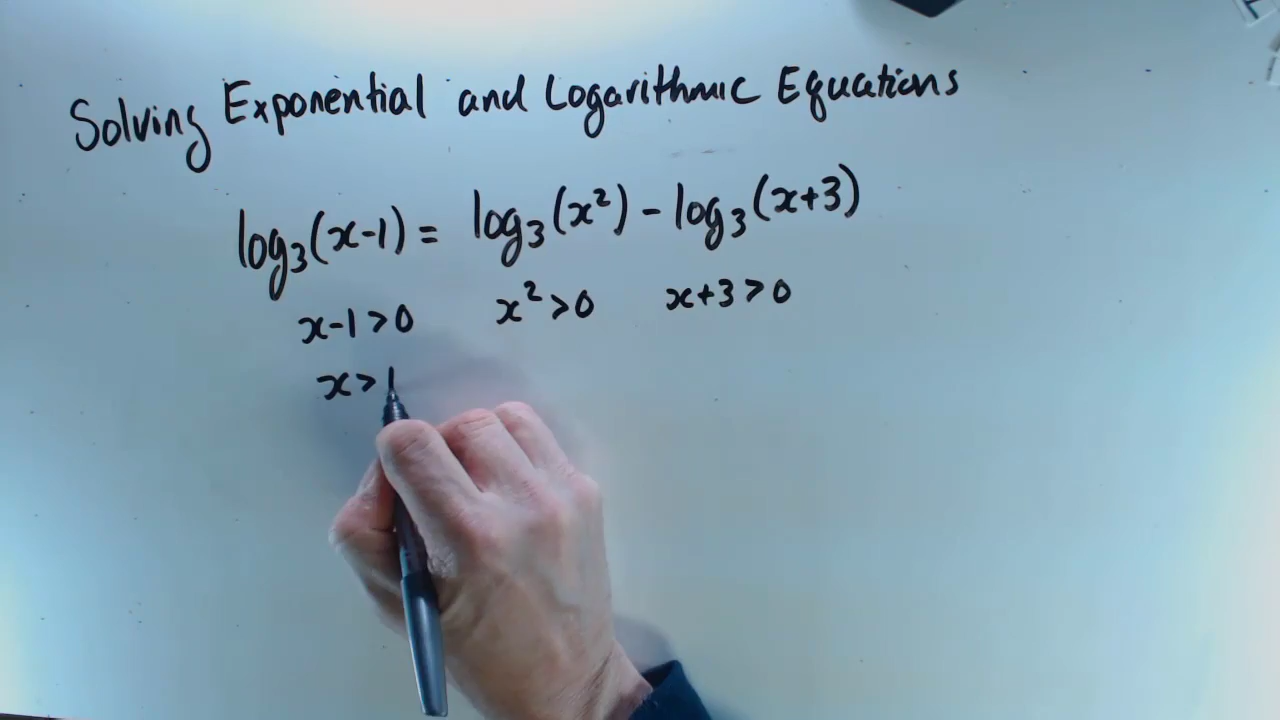 Solving Exponential and Logarithmic Equations
log₃(x-1) = log₃(x²) - log₃(x+3)
x-1>0 x²>0 x+3>0
x>1